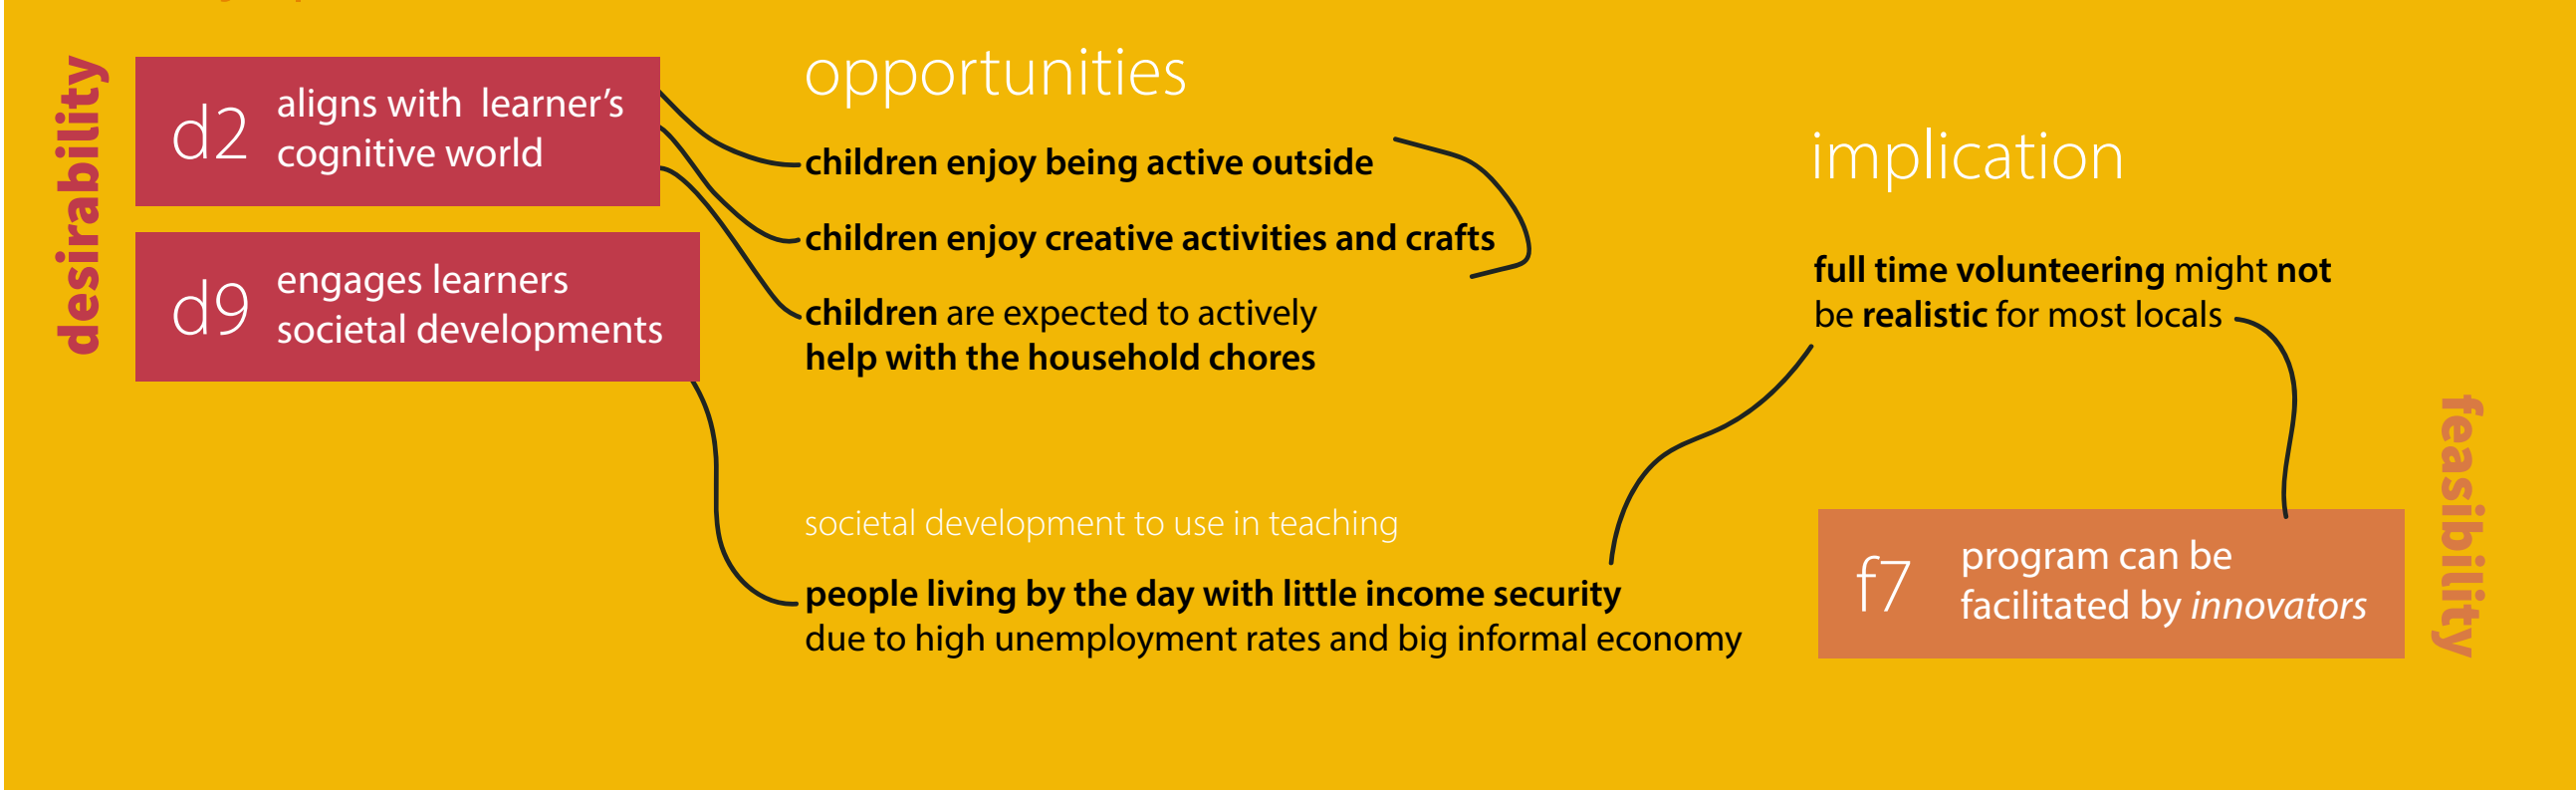 desirability
d2
aligns with learner's
cognitive world
d9
engages learners
societal developments
opportunities
children enjoy being active outside
children enjoy creative activities and crafts
children are expected to actively
help with the household chores
societal development to use in teaching
people living by the day with little income security
due to high unemployment rates and big informal economy
implication
full time volunteering might not
be realistic for most locals
f7
program can be
facilitated by innovators
feasibility